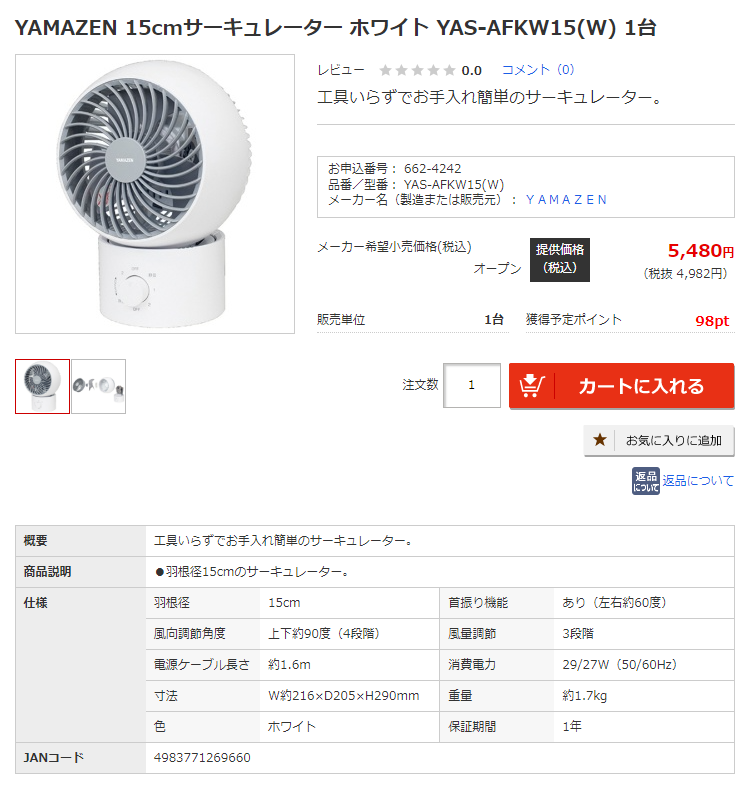 YAMAZEN 15cmサーキュレーター ホワイト YAS-AFKW15(W) 1台
レビュー ★★★★★ 0.0 コメント（0）
工具いらずでお手入れ簡単のサーキュレーター。
YAMAZEN
お申込番号： 662-4242
品番／型番： YAS-AFKW15(W)
メーカー名（製造または販売元）： ＹＡＭＡＺＥＮ
メーカー希望小売価格(税込)
オープン
提供価格
（税込）
5,480円
（税抜 4,982円）
販売単位 1台 獲得予定ポイント 98pt
注文数 1 カートに入れる
★ お気に入りに追加
返品について 返品について
概要 工具いらずでお手入れ簡単のサーキュレーター。
商品説明 ●羽根径15cmのサーキュレーター。
仕様 羽根径 15cm 首振り機能 あり（左右約60度）
風向調節角度 上下約90度（4段階） 風量調節 3段階
電源ケーブル長さ 約1.6m 消費電力 29/27W（50/60Hz）
寸法 W約216×D205×H290mm 重量 約1.7kg
色 ホワイト 保証期間 1年
JANコード 4983771269660